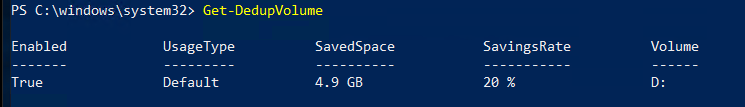 PS C:\windows\system32> Get-DedupVolume
Enabled UsageType SavedSpace SavingsRate Volume
------- --------- ---------- ----------- ------
True Default 4.9 GB 20 % D: